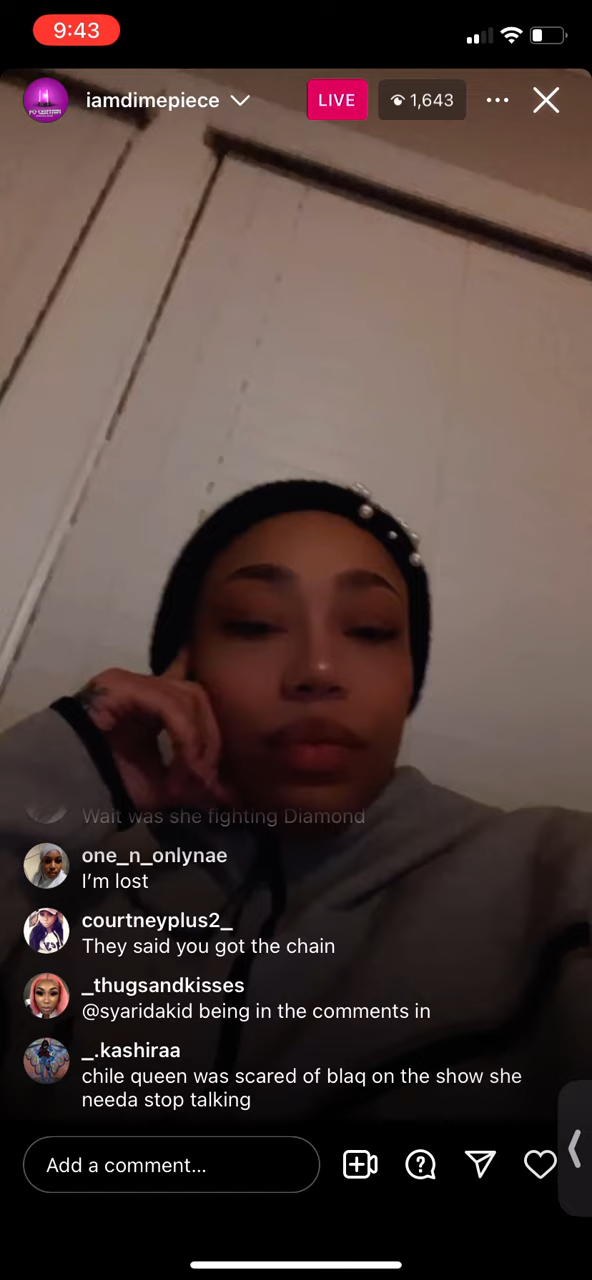 9:43
iamdimepiece
LIVE
1,643
Wait was she fighting Diamond
one_n_onlynae
I'm lost
courtneyplus2_
They said you got the chain
_thugsandkisses
@syaridakid being in the comments in
_.kashiraa
chile queen was scared of blaq on the show she
needa stop talking
Add a comment...